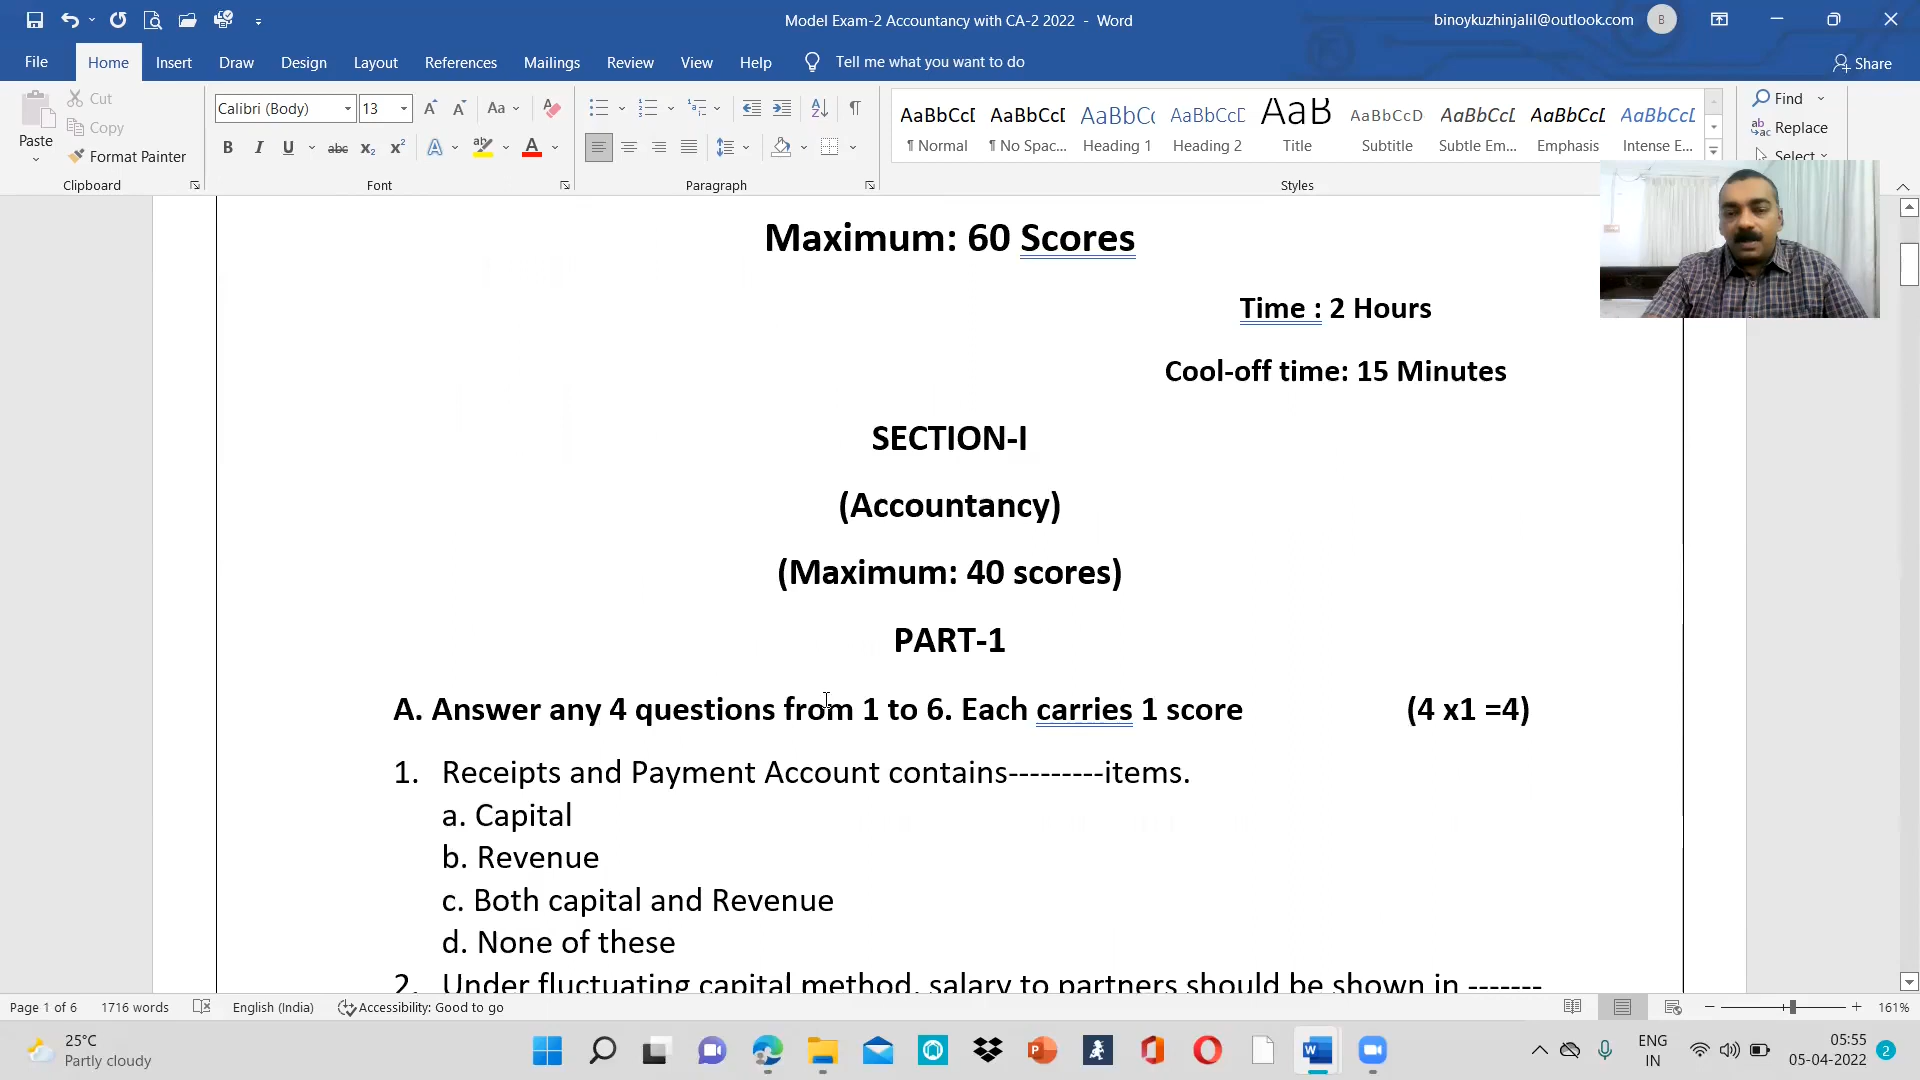 Model Exam-2 Accountancy with CA-2 2022 - Word
binoykuzhinjalil@outlook.com
B
File Home Insert Draw Design Layout References Mailings Review View Help Tell me what you want to do
Share
Paste
Cut
Copy
Format Painter
Clipboard
Calibri (Body) 13
Font
Paragraph
AaBbCcD AaBbCcD AaBbCc AaBbCcD AaB AaBbCcD AaBbCcD AaBbCcD AaBbCcD
¶ Normal ¶ No Spac... Heading 1 Heading 2 Title Subtitle Subtle Em... Emphasis Intense E...
Styles
Find
Replace
Select
Maximum: 60 Scores
Time : 2 Hours
Cool-off time: 15 Minutes
SECTION-I
(Accountancy)
(Maximum: 40 scores)
PART-1
A. Answer any 4 questions from 1 to 6. Each carries 1 score (4 x1 =4)
1. Receipts and Payment Account contains---------items.
a. Capital
b. Revenue
c. Both capital and Revenue
d. None of these
2. Under fluctuating capital method, salary to partners should be shown in -------
Page 1 of 6 1716 words English (India) Accessibility: Good to go 161%
25°C
Partly cloudy
ENG
IN
05:55
05-04-2022
2